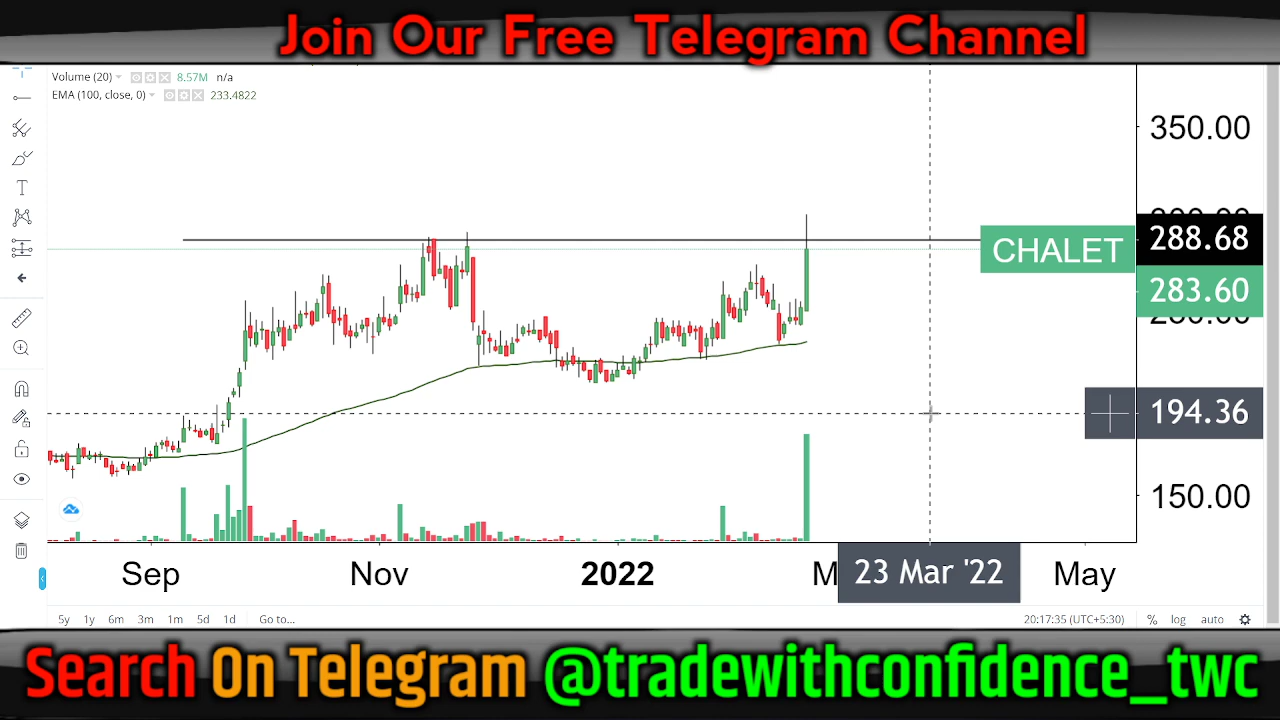 Join Our Free Telegram Channel
Volume (20) 8.57M n/a
EMA (100, close, 0) 233.4822
350.00
288.68
CHALET
283.60
194.36
150.00
Sep Nov 2022 M 23 Mar '22 May
5y 1y 6m 3m 1m 5d 1d Go to... 20:17:35 (UTC+5:30) % log auto
Search On Telegram @tradewithconfidence_twc